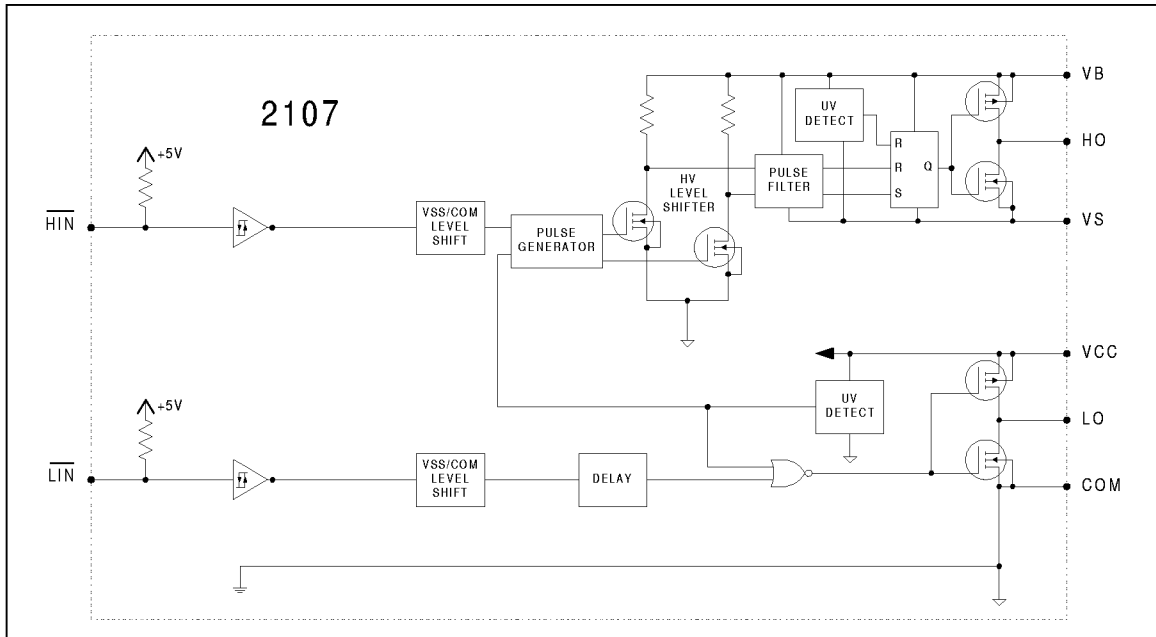 2107
VB
UV
DETECT
R
R
S
Q
HO
+5V
HV
LEVEL
SHIFTER
PULSE
FILTER
HIN
VSS/COM
LEVEL
SHIFT
PULSE
GENERATOR
VS
VCC
+5V
UV
DETECT
LO
LIN
VSS/COM
LEVEL
SHIFT
DELAY
COM